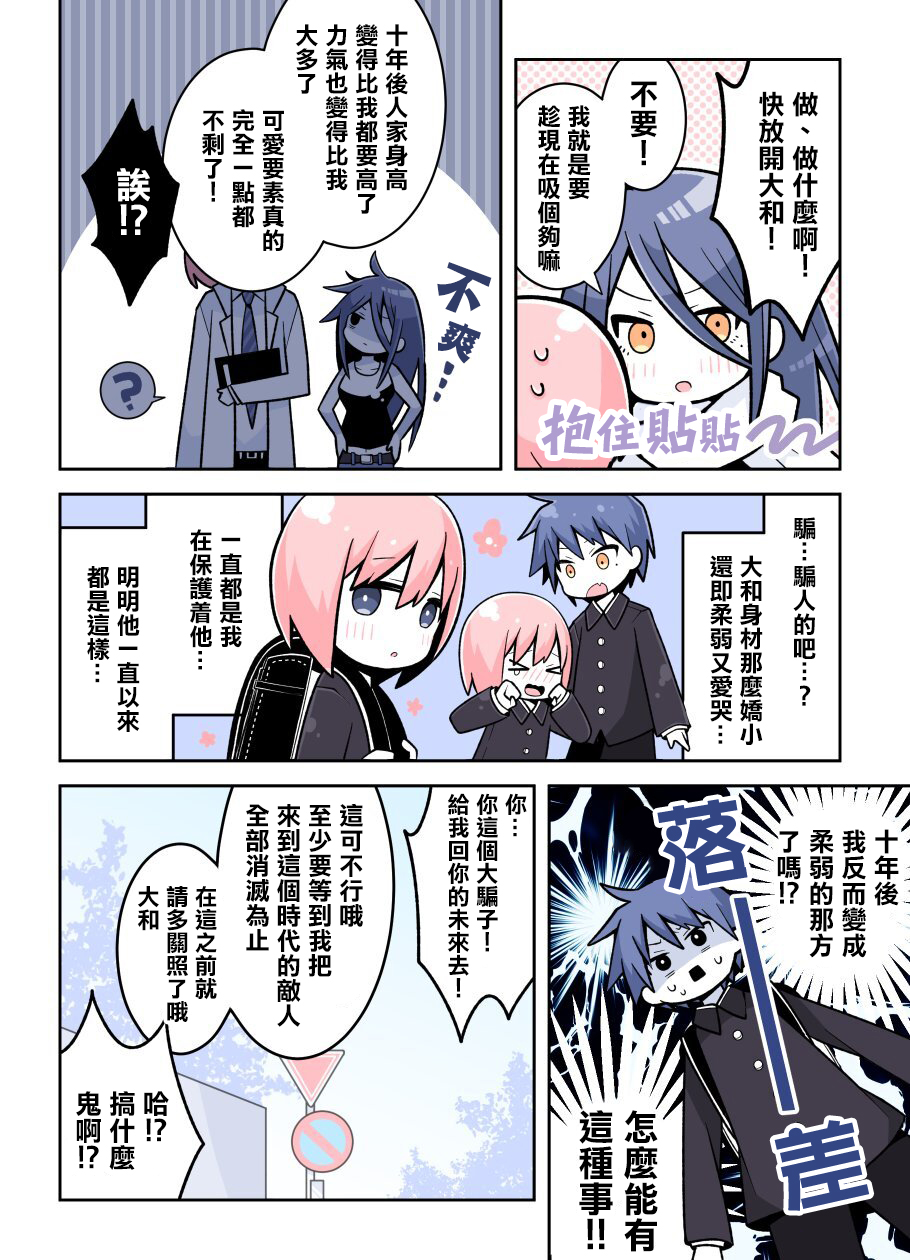 做、做什麼啊！
快放開大和！
不要！
我就是要
趁現在吸個夠嘛
抱住貼貼
十年後人家身高
變得比我都要高了
力氣也變得比我
大多了
可愛要素真的
完全一點都
不剩了！
誒!?
?
不爽…
騙…騙人的吧…?
大和身材那麼嬌小
還即柔弱又愛哭…
一直都是我
在保護着他…
明明他一直以來
都是這樣…
十年後
我反而變成
柔弱的那方
了嗎!?
落——差
怎麼能有
這種事!!
你…
你這個大騙子！
給我回你的未來去！
這可不行哦
至少要等到我把
來到這個時代的敵人
全部消滅為止
在這之前就
請多關照了哦
大和
哈!?
搞什麼
鬼啊!?